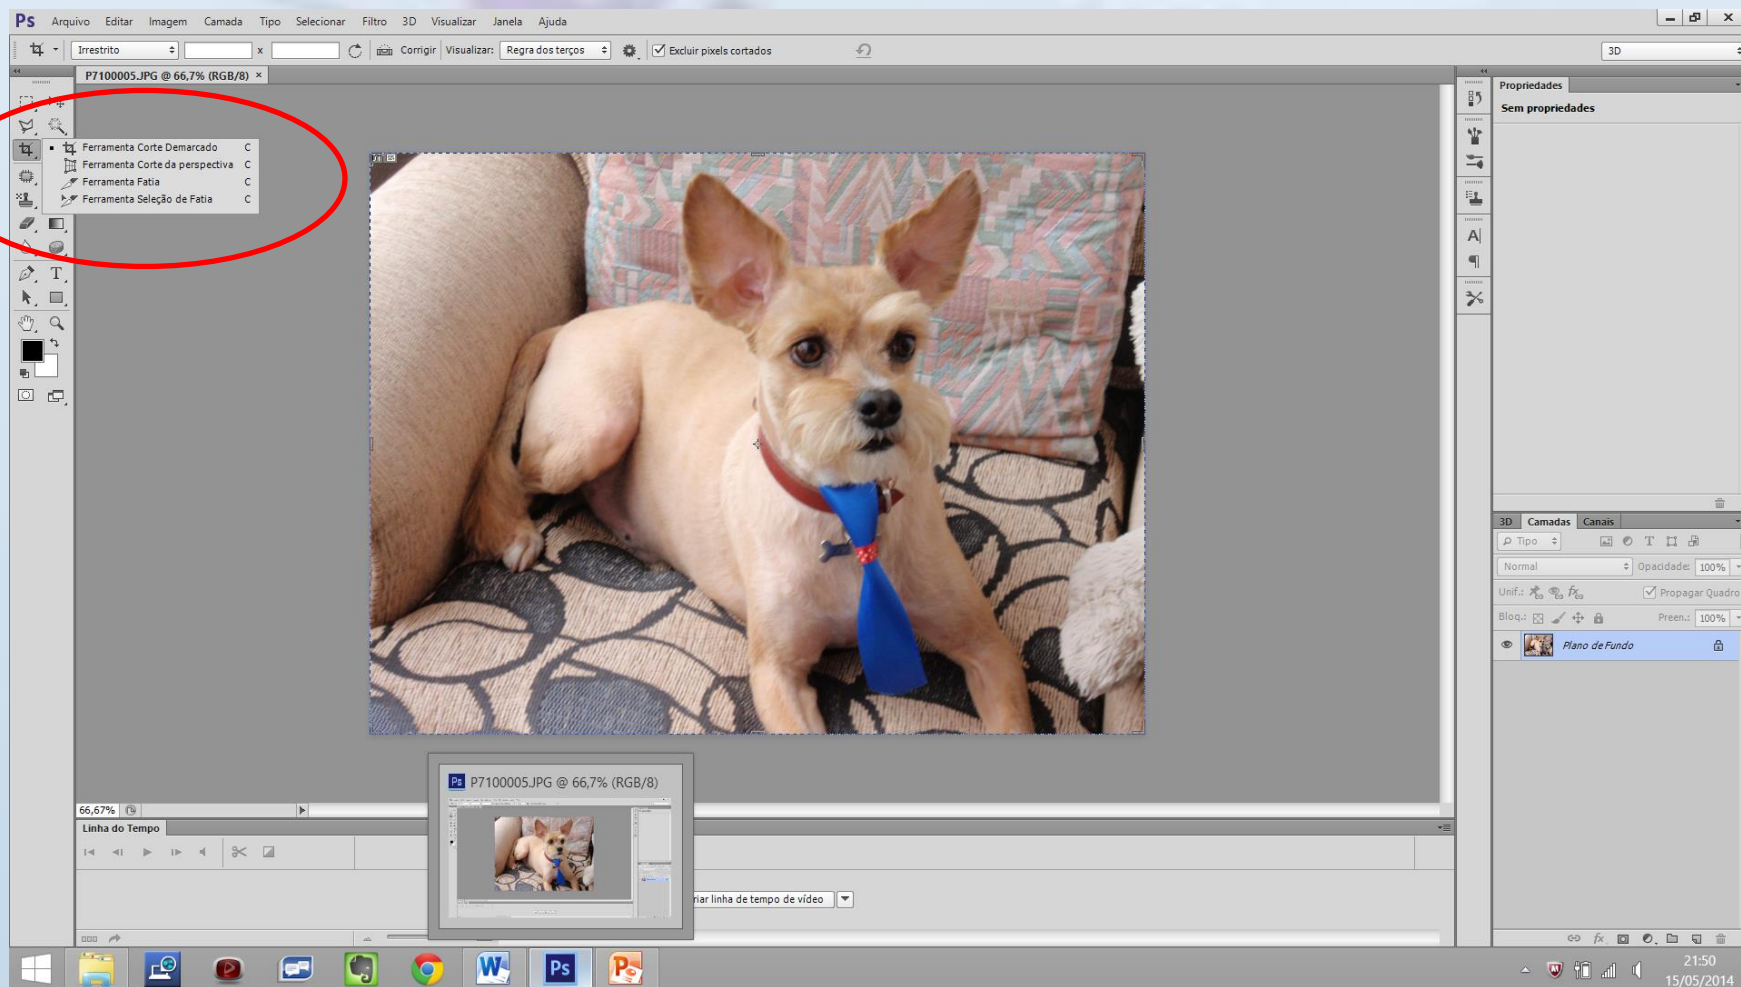 Ps Arquivo Editar Imagem Camada Tipo Selecionar Filtro 3D Visualizar Janela Ajuda
Irrestrito x Corrigir Visualizar: Regra dos terços Excluir pixels cortados 3D
P7100005.JPG @ 66,7% (RGB/8) ×
Ferramenta Corte Demarcado C
Ferramenta Corte da perspectiva C
Ferramenta Fatia C
Ferramenta Seleção de Fatia C
T
A
Propriedades
Sem propriedades
3D Camadas Canais
Tipo T
Normal Opacidade: 100%
Unif.: Propagar Quadro
Bloq.: Preen.: 100%
Plano de Fundo
fx
Ps P7100005.JPG @ 66,7% (RGB/8)
66,67%
Linha do Tempo
riar linha de tempo de vídeo
W Ps P
21:50
15/05/2014